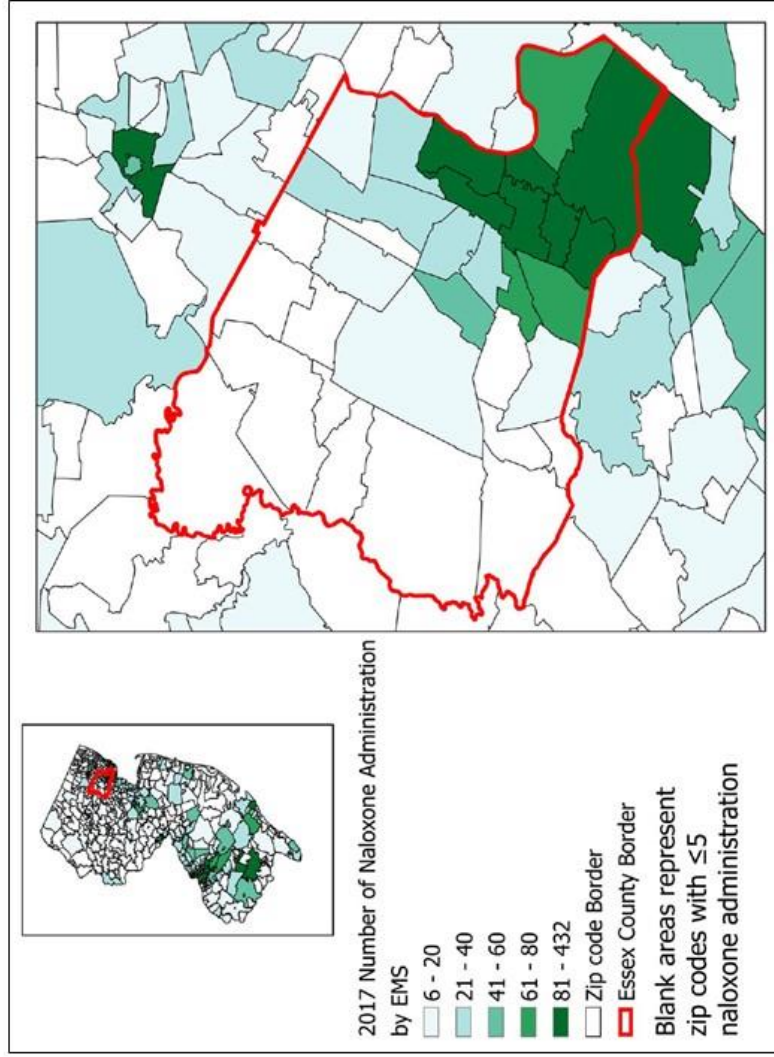 2017 Number of Naloxone Administration
by EMS
6 - 20
21 - 40
41 - 60
61 - 80
81 - 432
Zip code Border
Essex County Border
Blank areas represent
zip codes with ≤5
naloxone administration